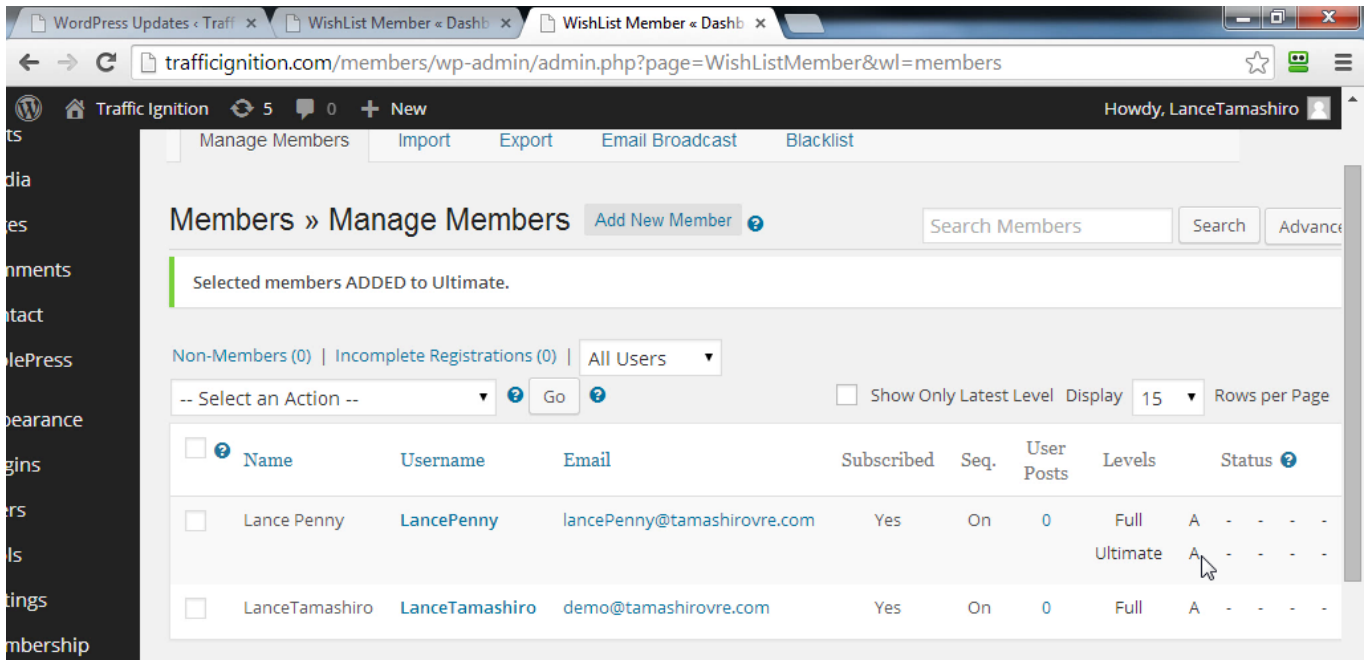 WordPress Updates ‹ Traff
WishList Member « Dashb
WishList Member « Dashb
trafficignition.com/members/wp-admin/admin.php?page=WishListMember&wl=members
Traffic Ignition 5 0 + New Howdy, LanceTamashiro
ts
dia
es
nments
ntact
lePress
pearance
gins
ers
ls
tings
mbership
Manage Members Import Export Email Broadcast Blacklist
Members » Manage Members Add New Member ? Search Members Search Advance
Selected members ADDED to Ultimate.
Non-Members (0) | Incomplete Registrations (0) | All Users
-- Select an Action -- ? Go ? Show Only Latest Level Display 15 Rows per Page
? Name Username Email Subscribed Seq. User Posts Levels Status ?
Lance Penny LancePenny lancePenny@tamashirovre.com Yes On 0 Full A - - - -
Ultimate A - - - -
LanceTamashiro LanceTamashiro demo@tamashirovre.com Yes On 0 Full A - - - -